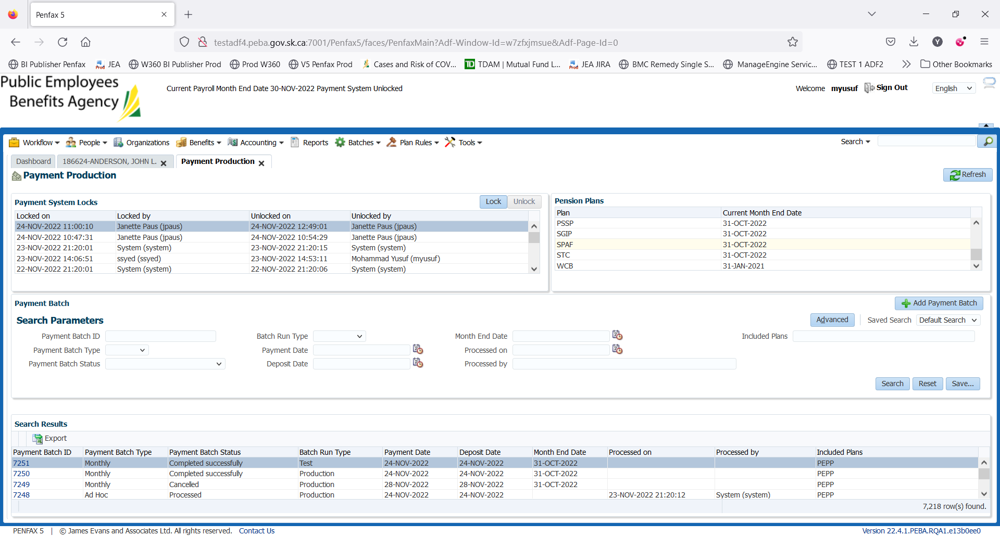 Penfax 5
testadf4.peba.gov.sk.ca:7001/Penfax5/faces/PenfaxMain?Adf-Window-Id=w7zfxjmsue&Adf-Page-Id=0
Y
BI Publisher Penfax JEA W360 BI Publisher Prod Prod W360 V5 Penfax Prod Cases and Risk of COV... TD TDAM | Mutual Fund L... JEA JIRA BMC Remedy Single S... ManageEngine Servic... TEST 1 ADF2 Other Bookmarks
Public Employees
Benefits Agency
Current Payroll Month End Date 30-NOV-2022 Payment System Unlocked
Welcome myusuf Sign Out English
Workflow People Organizations Benefits Accounting Reports Batches Plan Rules Tools Search
Dashboard 186624-ANDERSON, JOHN L. Payment Production
Payment Production Refresh
Payment System Locks Lock Unlock
Locked on Locked by Unlocked on Unlocked by
24-NOV-2022 11:00:10 Janette Paus (jpaus) 24-NOV-2022 12:49:01 Janette Paus (jpaus)
24-NOV-2022 10:47:31 Janette Paus (jpaus) 24-NOV-2022 10:54:29 Janette Paus (jpaus)
23-NOV-2022 21:20:01 System (system) 23-NOV-2022 21:20:15 System (system)
23-NOV-2022 14:06:51 ssyed (ssyed) 23-NOV-2022 14:53:11 Mohammad Yusuf (myusuf)
22-NOV-2022 21:20:01 System (system) 22-NOV-2022 21:20:06 System (system)
Pension Plans
Plan Current Month End Date
PSSP 31-OCT-2022
SGIP 31-OCT-2022
SPAF 31-OCT-2022
STC 31-OCT-2022
WCB 31-JAN-2021
Payment Batch Add Payment Batch
Search Parameters Advanced Saved Search Default Search
Payment Batch ID Batch Run Type Month End Date Included Plans
Payment Batch Type Payment Date Processed on
Payment Batch Status Deposit Date Processed by
Search Reset Save...
Search Results
Export
Payment Batch ID Payment Batch Type Payment Batch Status Batch Run Type Payment Date Deposit Date Month End Date Processed on Processed by Included Plans
7251 Monthly Completed successfully Test 24-NOV-2022 24-NOV-2022 31-OCT-2022 PEPP
7250 Monthly Completed successfully Production 24-NOV-2022 24-NOV-2022 31-OCT-2022 PEPP
7249 Monthly Cancelled Production 28-NOV-2022 28-NOV-2022 31-OCT-2022 PEPP
7248 Ad Hoc Processed Production 24-NOV-2022 24-NOV-2022 23-NOV-2022 21:20:12 System (system) PEPP
7,218 row(s) found.
PENFAX 5 | © James Evans and Associates Ltd. All rights reserved. Contact Us Version 22.4.1.PEBA.RQA1.e13b0ee0